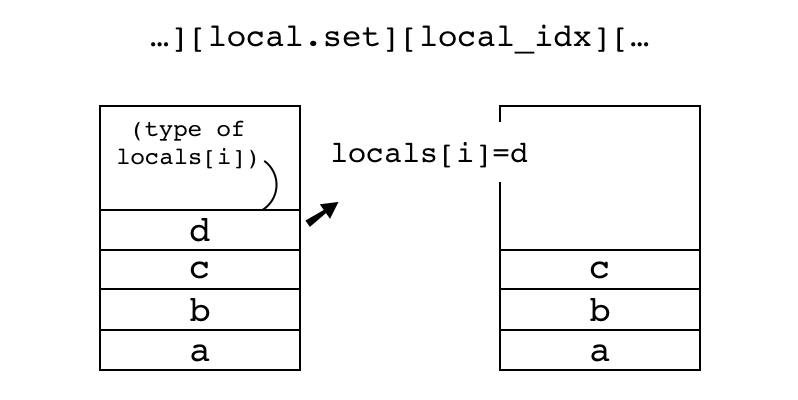 …][local.set][local_idx][…
(type of
locals[i])
locals[i]=d
d
c
b
a
c
b
a